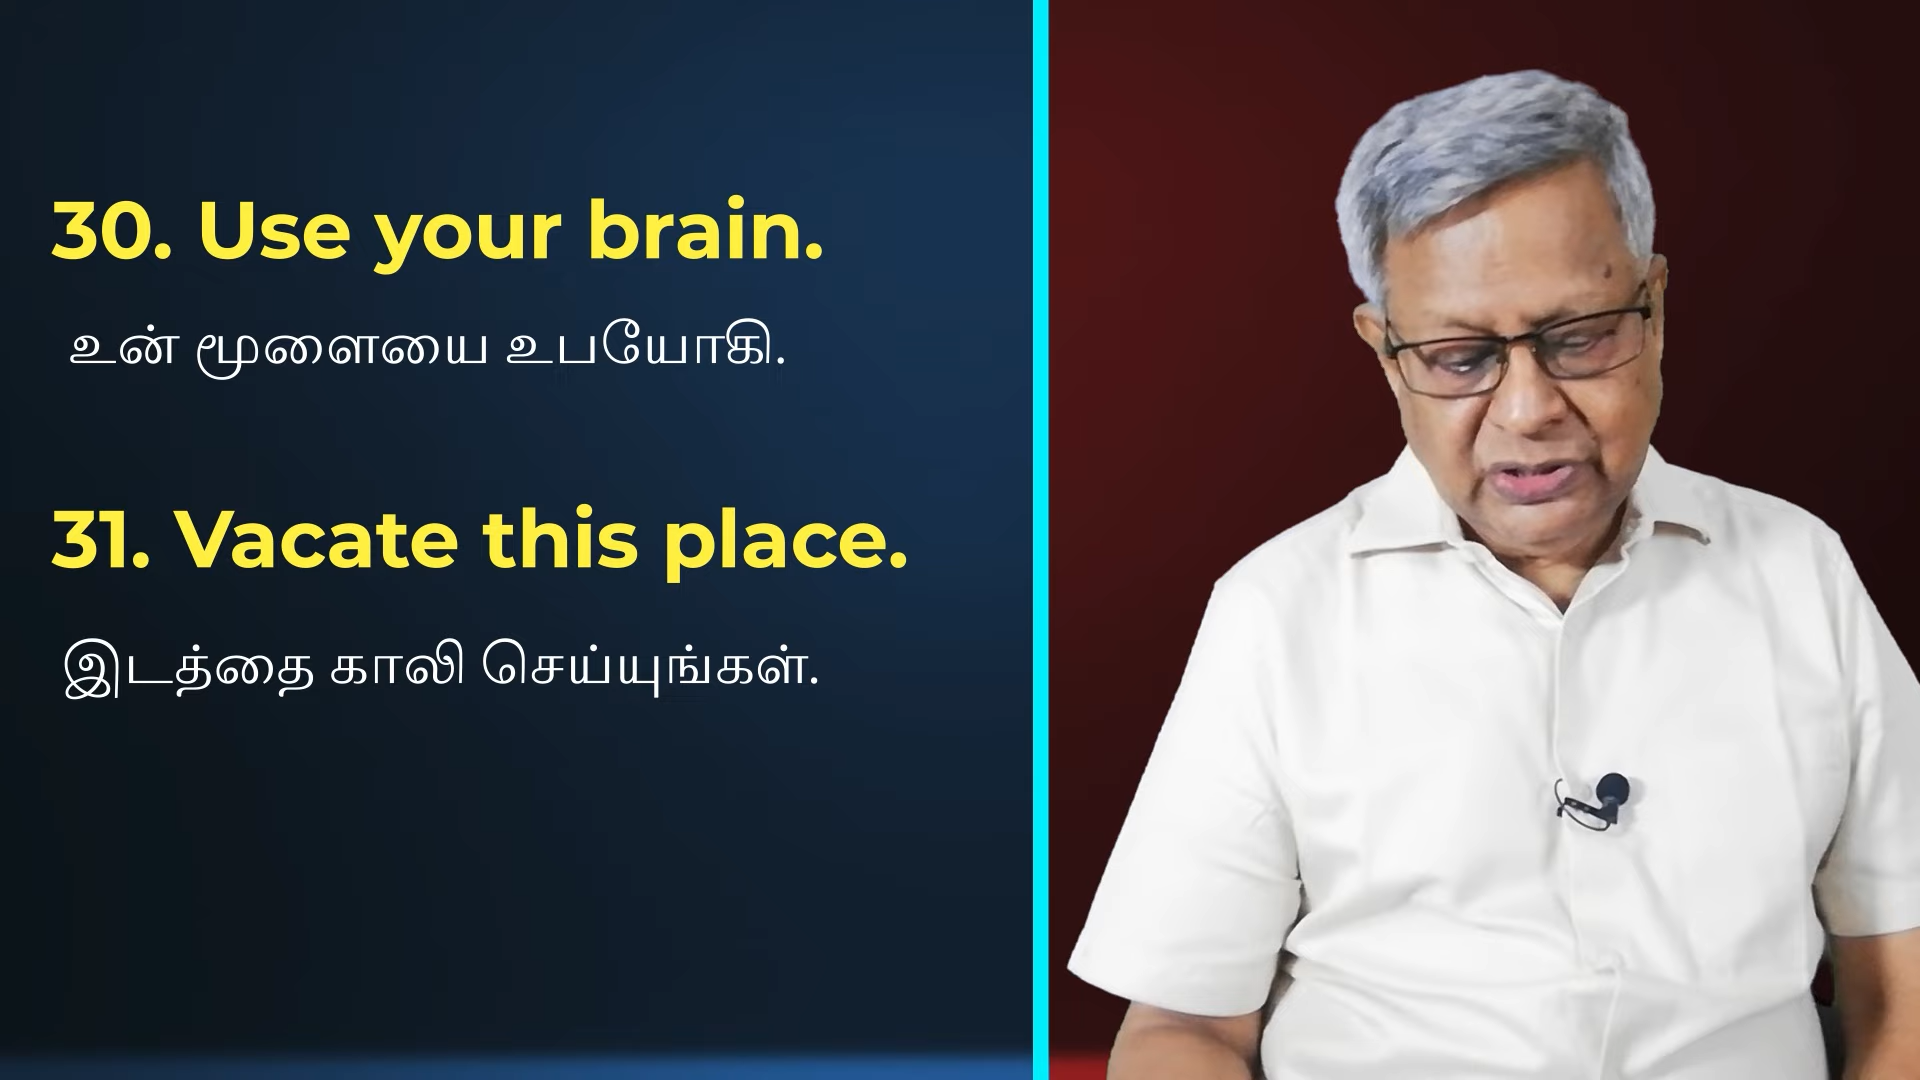 30. Use your brain.
உன் மூளையை உபயோகி.
31. Vacate this place.
இடத்தை காலி செய்யுங்கள்.